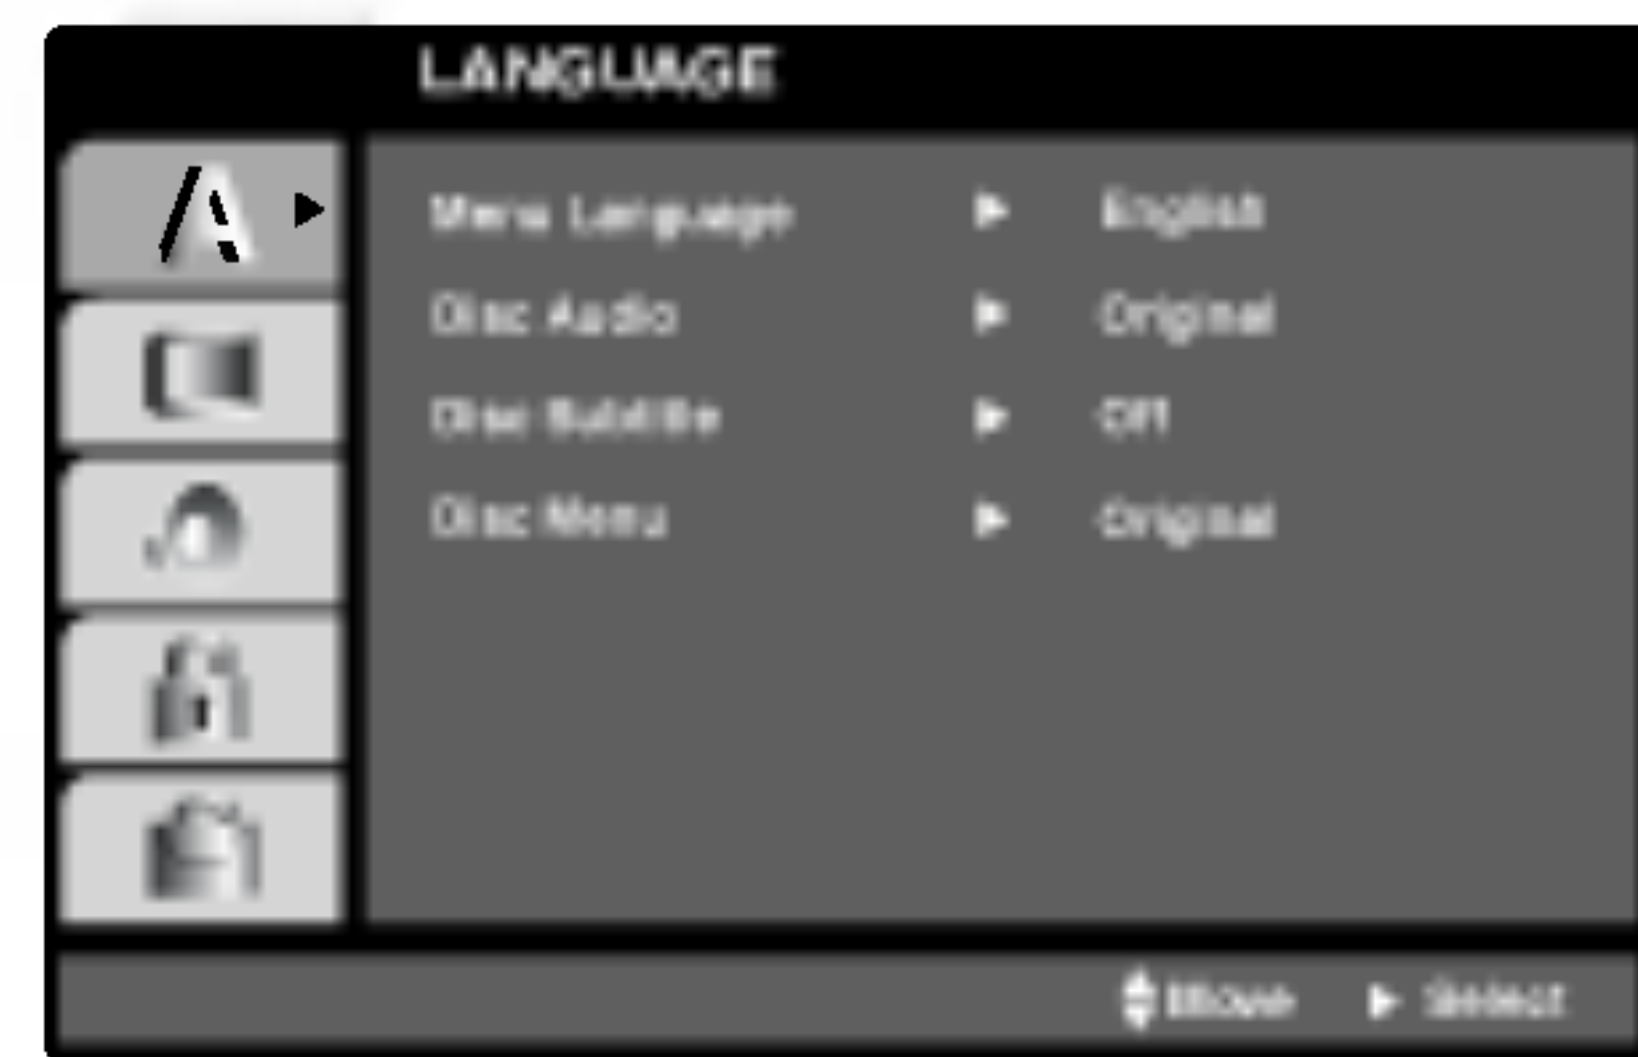 LANGUAGE
Menu Language ▶ English
Disc Audio ▶ Original
Disc Subtitle ▶ Off
Disc Menu ▶ Original
Move ▶ Select